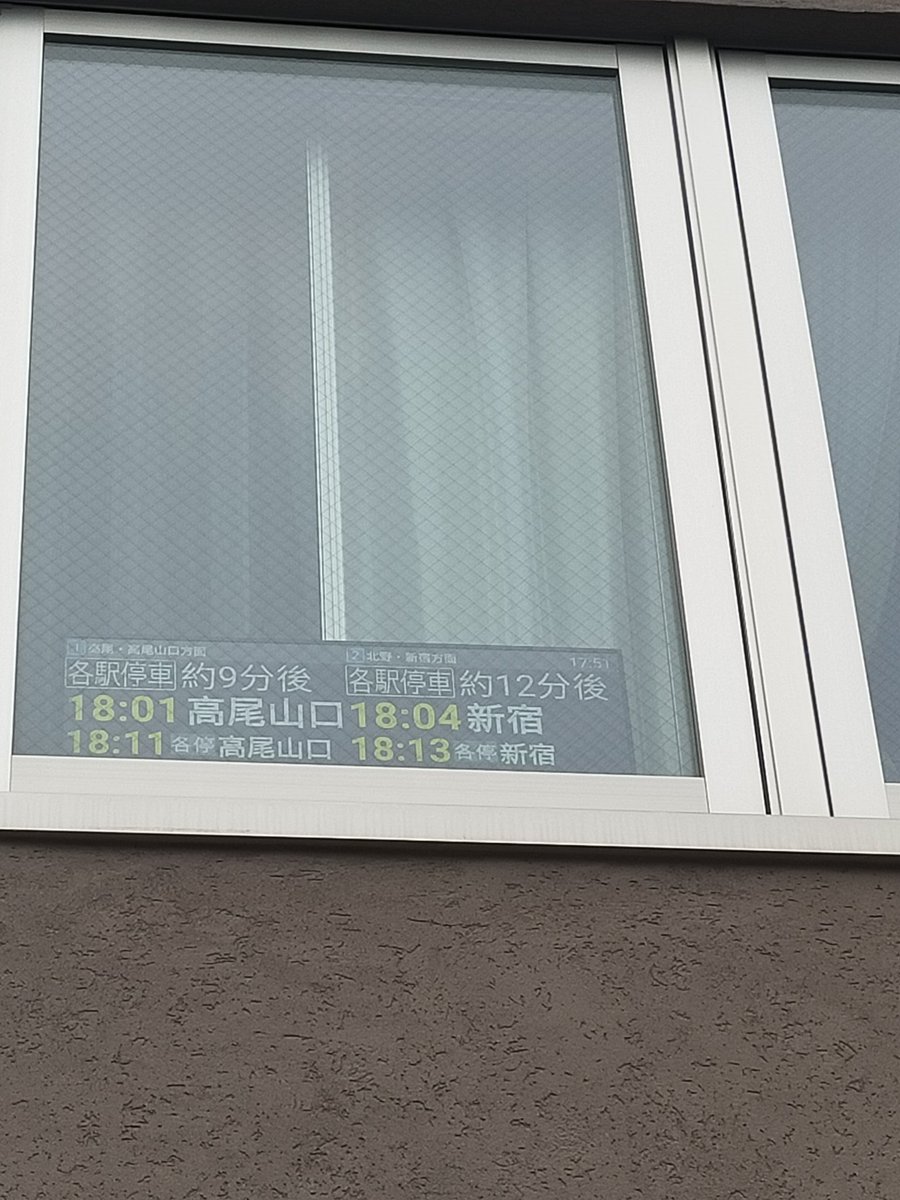 1 高尾・高尾山口方面
各駅停車 約9分後
18:01 高尾山口
18:11 各停 高尾山口
2 北野・新宿方面 17:51
各駅停車 約12分後
18:04 新宿
18:13 各停 新宿